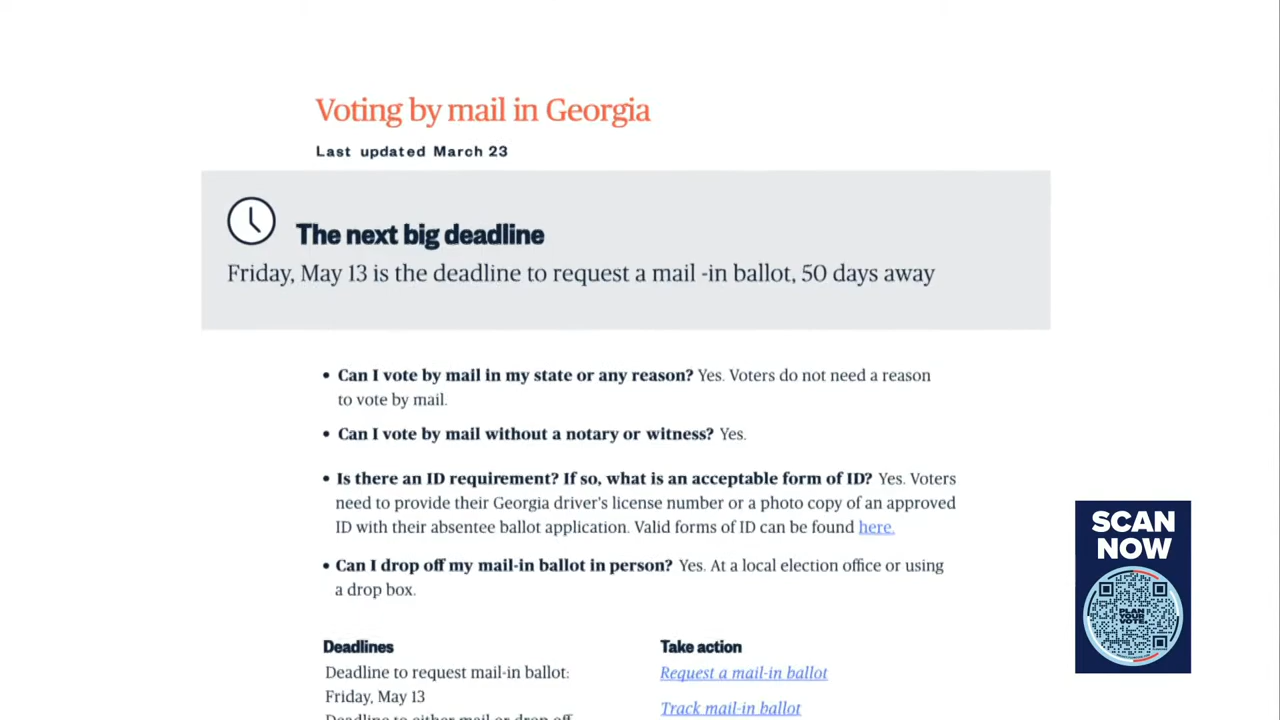 Voting by mail in Georgia
Last updated March 23
The next big deadline
Friday, May 13 is the deadline to request a mail -in ballot, 50 days away
• Can I vote by mail in my state or any reason? Yes. Voters do not need a reason
to vote by mail.
• Can I vote by mail without a notary or witness? Yes.
• Is there an ID requirement? If so, what is an acceptable form of ID? Yes. Voters
need to provide their Georgia driver's license number or a photo copy of an approved
ID with their absentee ballot application. Valid forms of ID can be found here.
• Can I drop off my mail-in ballot in person? Yes. At a local election office or using
a drop box.
Deadlines
Deadline to request mail-in ballot:
Friday, May 13
Deadline to either mail or drop off
Take action
Request a mail-in ballot
Track mail-in ballot
SCAN
NOW
PLAN
YOUR
VOTE.